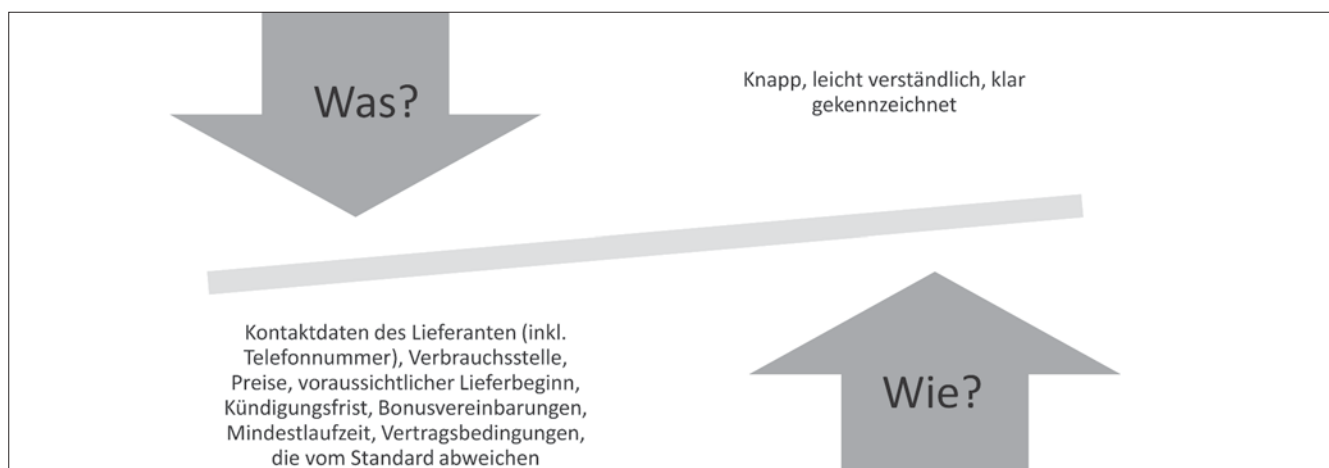 Was?
Knapp, leicht verständlich, klar
gekennzeichnet
Kontaktdaten des Lieferanten (inkl.
Telefonnummer), Verbrauchsstelle,
Preise, voraussichtlicher Lieferbeginn,
Kündigungsfrist, Bonusvereinbarungen,
Mindestlaufzeit, Vertragsbedingungen,
die vom Standard abweichen
Wie?